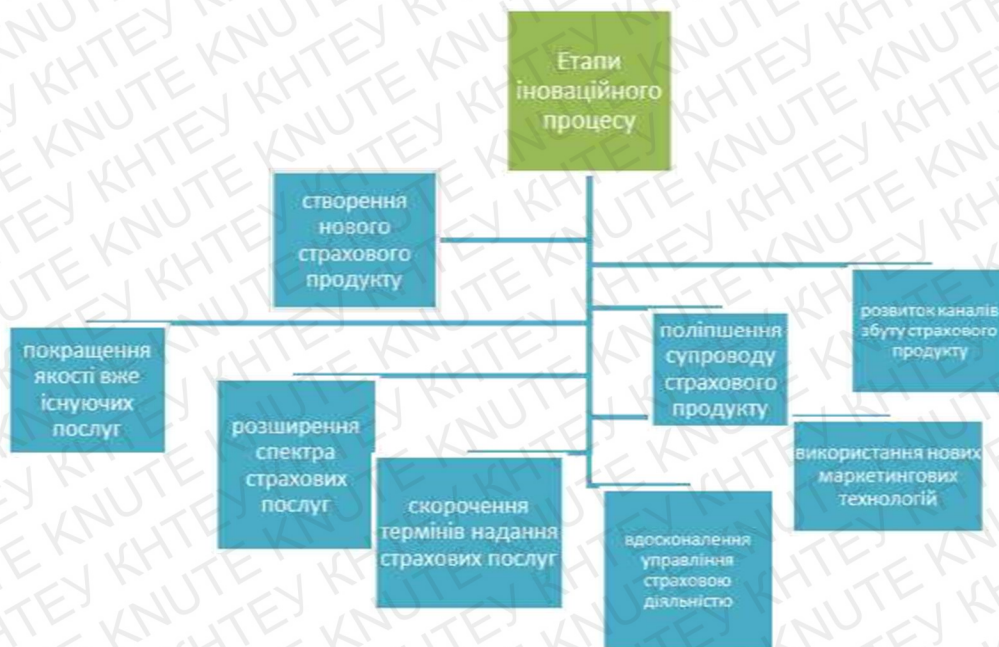 Етапи
іноваційного
процесу
створення
нового
страхового
продукту
розвиток каналів
збуту страхового
продукту
поліпшення
супроводу
страхового
продукту
покращення
якості вже
існуючих
послуг
розширення
спектра
страхових
послуг
використання нових
маркетингових
технологій
скорочення
термінів надання
страхових послуг
вдосконалення
управління
страховою
діяльністю